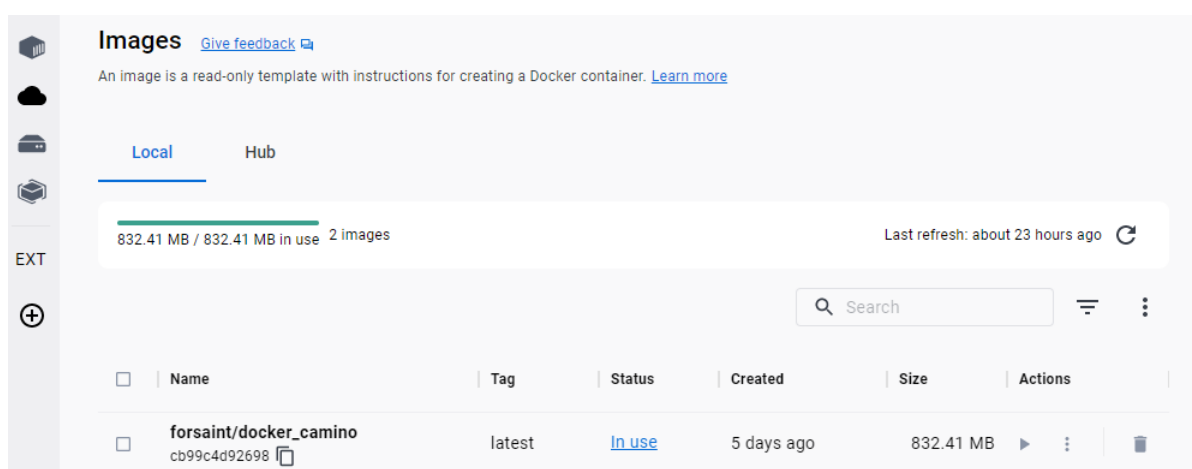 Images Give feedback
An image is a read-only template with instructions for creating a Docker container. Learn more
Local Hub
832.41 MB / 832.41 MB in use 2 images Last refresh: about 23 hours ago
EXT
Search
Name Tag Status Created Size Actions
forsaint/docker_camino latest In use 5 days ago 832.41 MB
cb99c4d92698